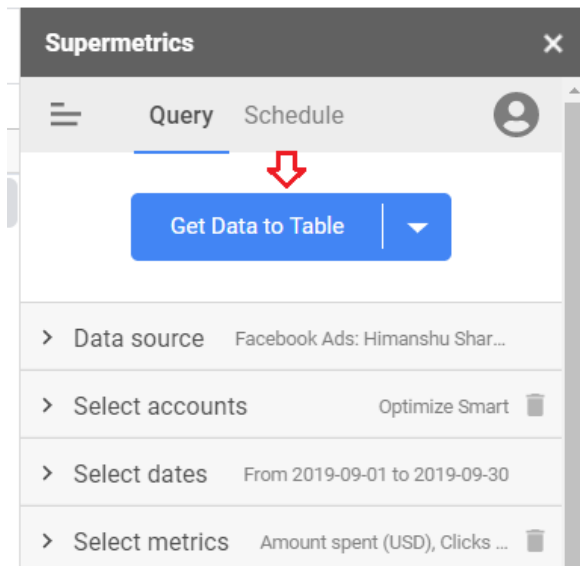 Supermetrics
Query Schedule
Get Data to Table
Data source Facebook Ads: Himanshu Shar...
Select accounts Optimize Smart
Select dates From 2019-09-01 to 2019-09-30
Select metrics Amount spent (USD), Clicks ...